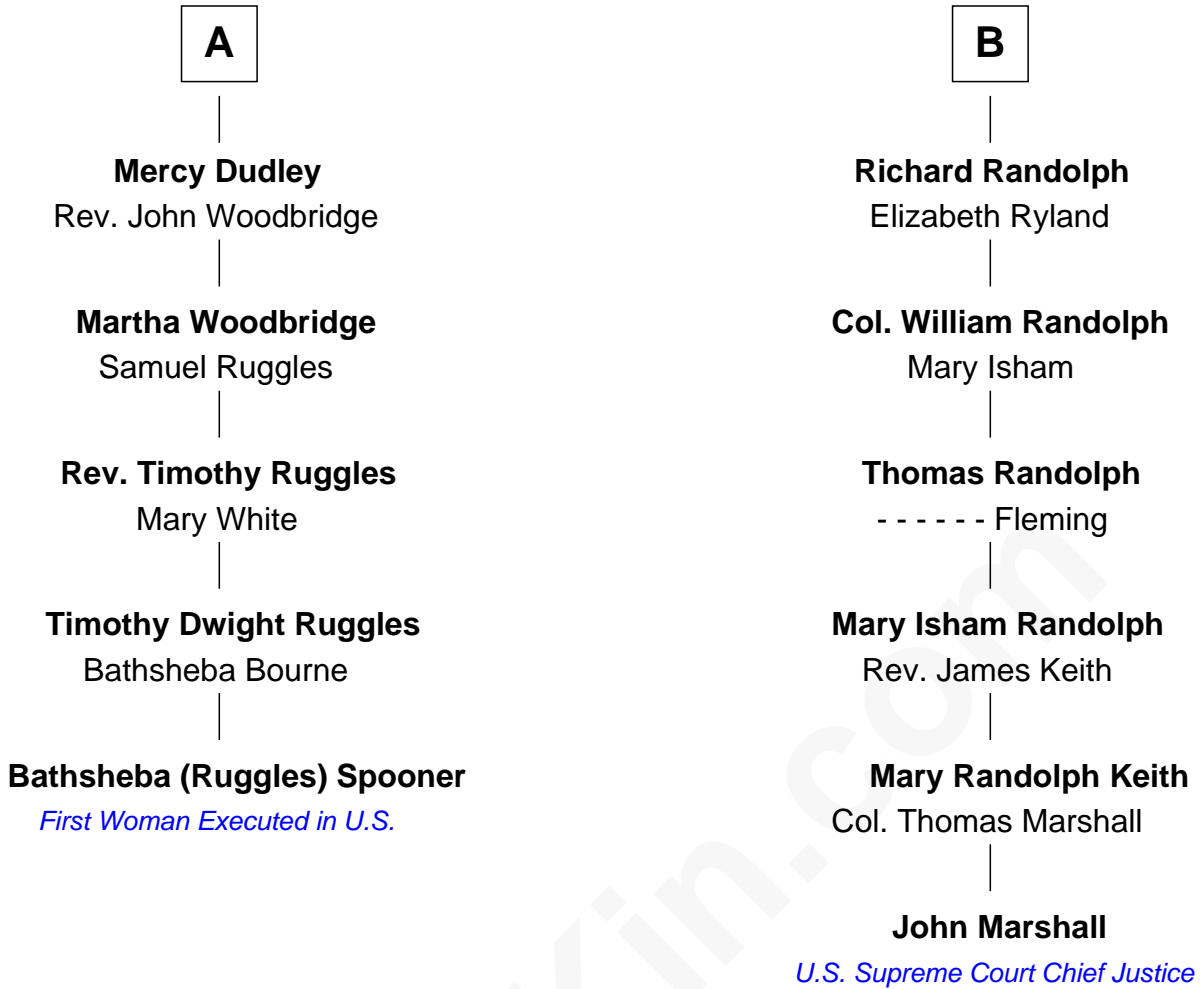 A
Mercy Dudley
Rev. John Woodbridge
Martha Woodbridge
Samuel Ruggles
Rev. Timothy Ruggles
Mary White
Timothy Dwight Ruggles
Bathsheba Bourne
Bathsheba (Ruggles) Spooner
First Woman Executed in U.S.
B
Richard Randolph
Elizabeth Ryland
Col. William Randolph
Mary Isham
Thomas Randolph
- - - - - - Fleming
Mary Isham Randolph
Rev. James Keith
Mary Randolph Keith
Col. Thomas Marshall
John Marshall
U.S. Supreme Court Chief Justice
Kin.com